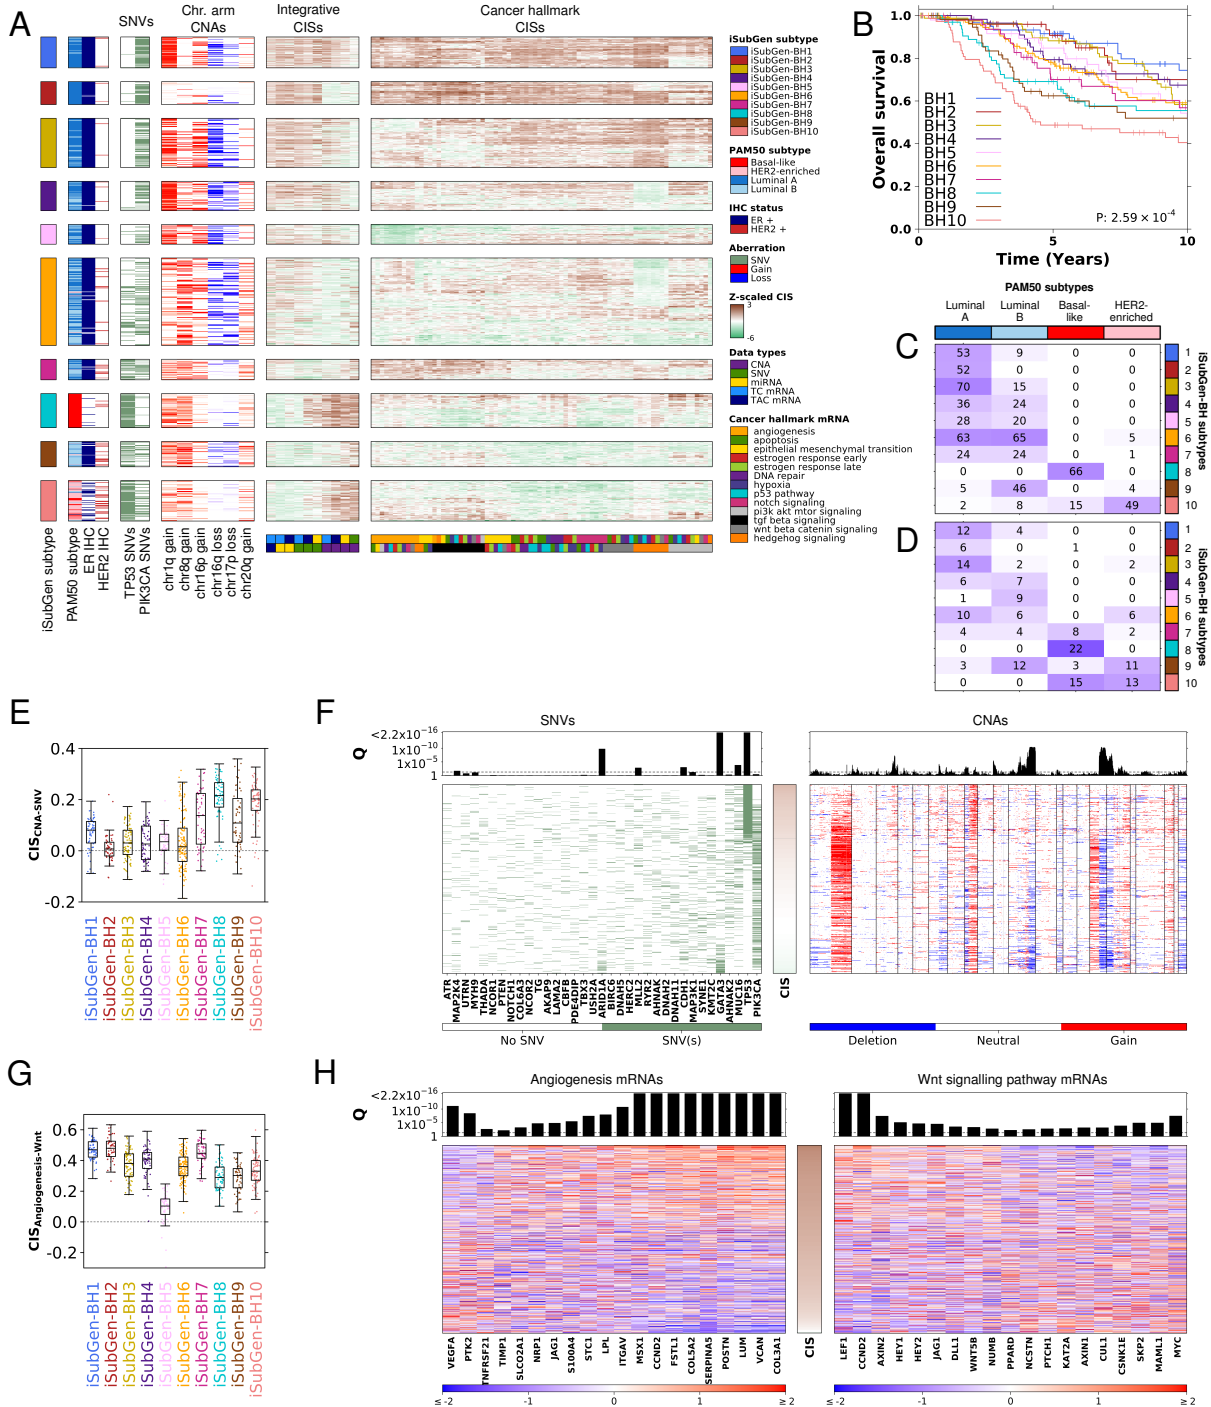 A
SNVs
Chr. arm
CNAs
Integrative
CISs
Cancer hallmark
CISs
iSubGen subtype
iSubGen-BH1
iSubGen-BH2
iSubGen-BH3
iSubGen-BH4
iSubGen-BH5
iSubGen-BH6
iSubGen-BH7
iSubGen-BH8
iSubGen-BH9
iSubGen-BH10
PAM50 subtype
Basal-like
HER2-enriched
Luminal A
Luminal B
IHC status
ER +
HER2 +
Aberration
SNV
Gain
Loss
Z-scaled CIS
3
-6
Data types
CNA
SNV
miRNA
TC mRNA
TAC mRNA
Cancer hallmark mRNA
angiogenesis
apoptosis
epithelial mesenchymal transition
estrogen response early
estrogen response late
DNA repair
hypoxia
p53 pathway
notch signaling
pi3k akt mtor signaling
tgf beta signaling
wnt beta catenin signaling
hedgehog signaling
iSubGen subtype
PAM50 subtype
ER IHC
HER2 IHC
TP53 SNVs
PIK3CA SNVs
chr1q gain
chr8q gain
chr16p gain
chr16q loss
chr17p loss
chr20q gain
B
Overall survival
1.0
0.8
0.6
0.4
0.2
0.0
BH1
BH2
BH3
BH4
BH5
BH6
BH7
BH8
BH9
BH10
P: 2.59 × 10⁻⁴
0 5 10
Time (Years)
PAM50 subtypes
Luminal A
Luminal B
Basal-like
HER2-enriched
C
53 9 0 0 1
52 0 0 0 2
70 15 0 0 3
36 24 0 0 4
28 20 0 0 5
63 65 0 5 6
24 24 0 1 7
0 0 66 0 8
5 46 0 4 9
2 8 15 49 10
iSubGen-BH subtypes
D
12 4 0 0 1
6 0 1 0 2
14 2 0 2 3
6 7 0 0 4
1 9 0 0 5
10 6 0 6 6
4 4 8 2 7
0 0 22 0 8
3 12 3 11 9
0 0 15 13 10
iSubGen-BH subtypes
E
CIS CNA-SNV
0.4
0.2
0.0
-0.2
iSubGen-BH1
iSubGen-BH2
iSubGen-BH3
iSubGen-BH4
iSubGen-BH5
iSubGen-BH6
iSubGen-BH7
iSubGen-BH8
iSubGen-BH9
iSubGen-BH10
F
SNVs
CNAs
Q
<2.2x10⁻¹⁶
1x10⁻¹⁰
1x10⁻⁵
1
ATR
MAP2K4
UTRN
MYH9
THADA
NCOR1
PTEN
NOTCH1
COL6A3
NCOR2
TG
AKAP9
LAMA2
CBFB
PDE4DIP
TBX3
USH2A
ARID1A
BIRC6
DNAH5
HERC2
MLL2
RYR2
AHNAK
DNAH2
DNAH11
CDH1
MAP3K1
SYNE1
KMT2C
GATA3
AHNAK2
MUC16
TP53
PIK3CA
CIS
No SNV
SNV(s)
Deletion
Neutral
Gain
G
CIS Angiogenesis-Wnt
0.6
0.4
0.2
0.0
-0.2
iSubGen-BH1
iSubGen-BH2
iSubGen-BH3
iSubGen-BH4
iSubGen-BH5
iSubGen-BH6
iSubGen-BH7
iSubGen-BH8
iSubGen-BH9
iSubGen-BH10
H
Angiogenesis mRNAs
Wnt signalling pathway mRNAs
Q
<2.2x10⁻¹⁶
1x10⁻¹⁰
1x10⁻⁵
1
VEGFA
PTK2
TNFRSF21
TIMP1
SLCO2A1
NRP1
JAG1
S100A4
STC1
LPL
ITGAV
MSX1
CCND2
FSTL1
COL5A2
SERPINA5
POSTN
LUM
VCAN
COL3A1
CIS
LEF1
CCND2
AXIN2
HEY1
HEY2
JAG1
DLL1
WNT5B
NUMB
PPARD
NCSTN
PTCH1
KAT2A
AXIN1
CUL1
CSNK1E
SKP2
MAML1
MYC
≤ -2 -1 0 1 ≥ 2
≤ -2 -1 0 1 ≥ 2